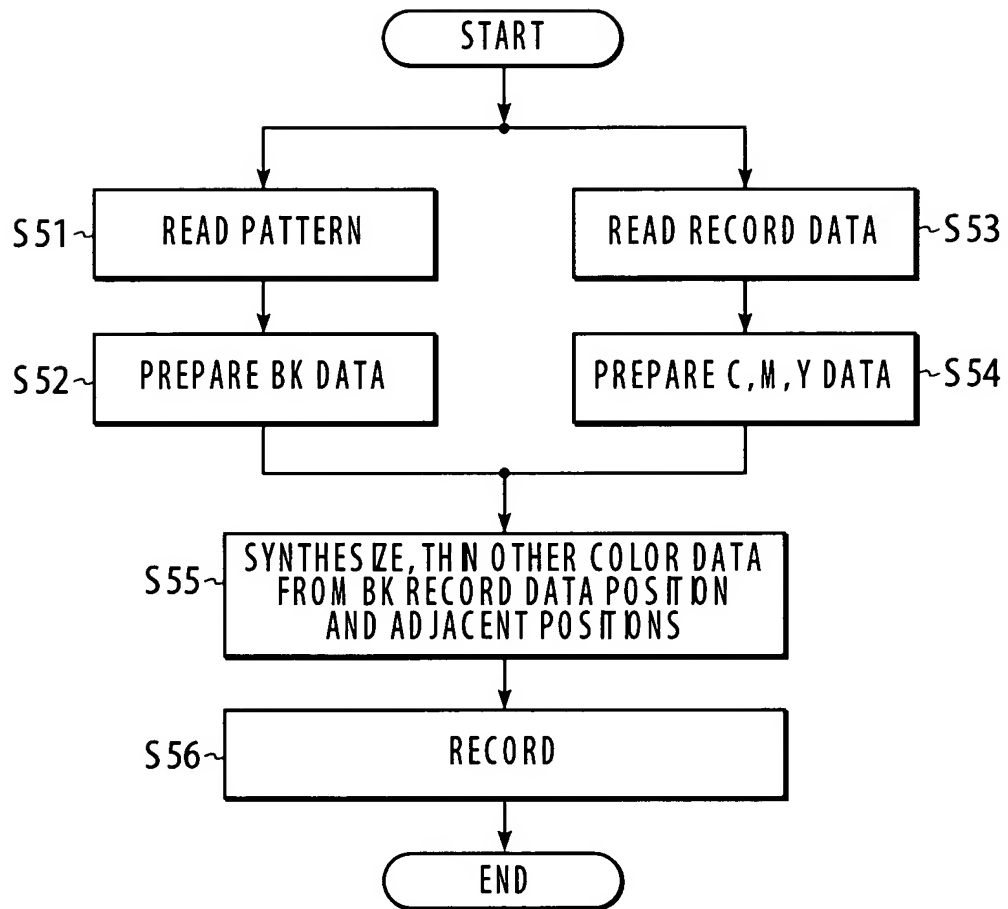 START
S51
READ PATTERN
READ RECORD DATA
S53
S52
PREPARE BK DATA
PREPARE C, M, Y DATA
S54
S55
SYNTHESIZE, THIN OTHER COLOR DATA
FROM BK RECORD DATA POSITION
AND ADJACENT POSITIONS
S56
RECORD
END